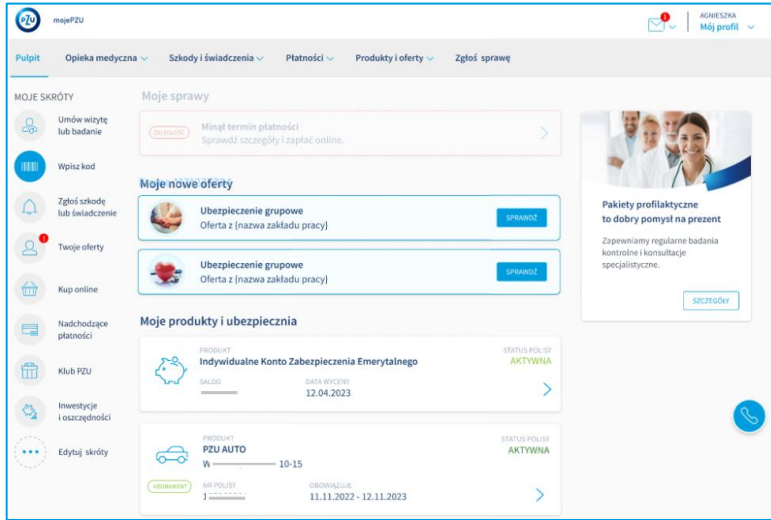 PZU mojePZU
1
AGNIESZKA
Mój profil
Pulpit Opieka medyczna Szkody i świadczenia Płatności Produkty i oferty Zgłoś sprawę
MOJE SKRÓTY
Umów wizytę
lub badanie
Wpisz kod
Zgłoś szkodę
lub świadczenie
1
Twoje oferty
Kup online
Nadchodzące
płatności
Klub PZU
Inwestycje
i oszczędności
Edytuj skróty
Moje sprawy
ZALEGŁOŚĆ
Minął termin płatności
Sprawdź szczegóły i zapłać online.
Moje nowe oferty
Ubezpieczenie grupowe
Oferta z {nazwa zakładu pracy}
SPRAWDŹ
Ubezpieczenie grupowe
Oferta z {nazwa zakładu pracy}
SPRAWDŹ
Moje produkty i ubezpiecznia
PRODUKT
Indywidualne Konto Zabezpieczenia Emerytalnego
STATUS POLISY
AKTYWNA
SALDO
DATA WYCENY
12.04.2023
PRODUKT
PZU AUTO
STATUS POLISY
AKTYWNA
W 10-15
ABONAMENT
NR POLISY
1
OBOWIĄZUJE
11.11.2022 - 12.11.2023
Pakiety profilaktyczne
to dobry pomysł na prezent
Zapewniamy regularne badania
kontrolne i konsultacje
specjalistyczne.
SZCZEGÓŁY